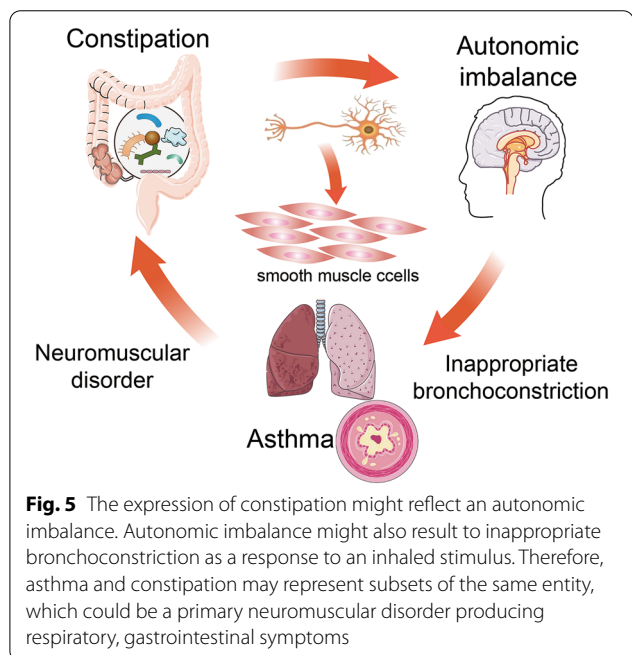 Constipation
Autonomic
imbalance
smooth muscle ccells
Neuromuscular
disorder
Inappropriate
bronchoconstriction
Asthma
Fig. 5 The expression of constipation might reflect an autonomic
imbalance. Autonomic imbalance might also result to inappropriate
bronchoconstriction as a response to an inhaled stimulus. Therefore,
asthma and constipation may represent subsets of the same entity,
which could be a primary neuromuscular disorder producing
respiratory, gastrointestinal symptoms